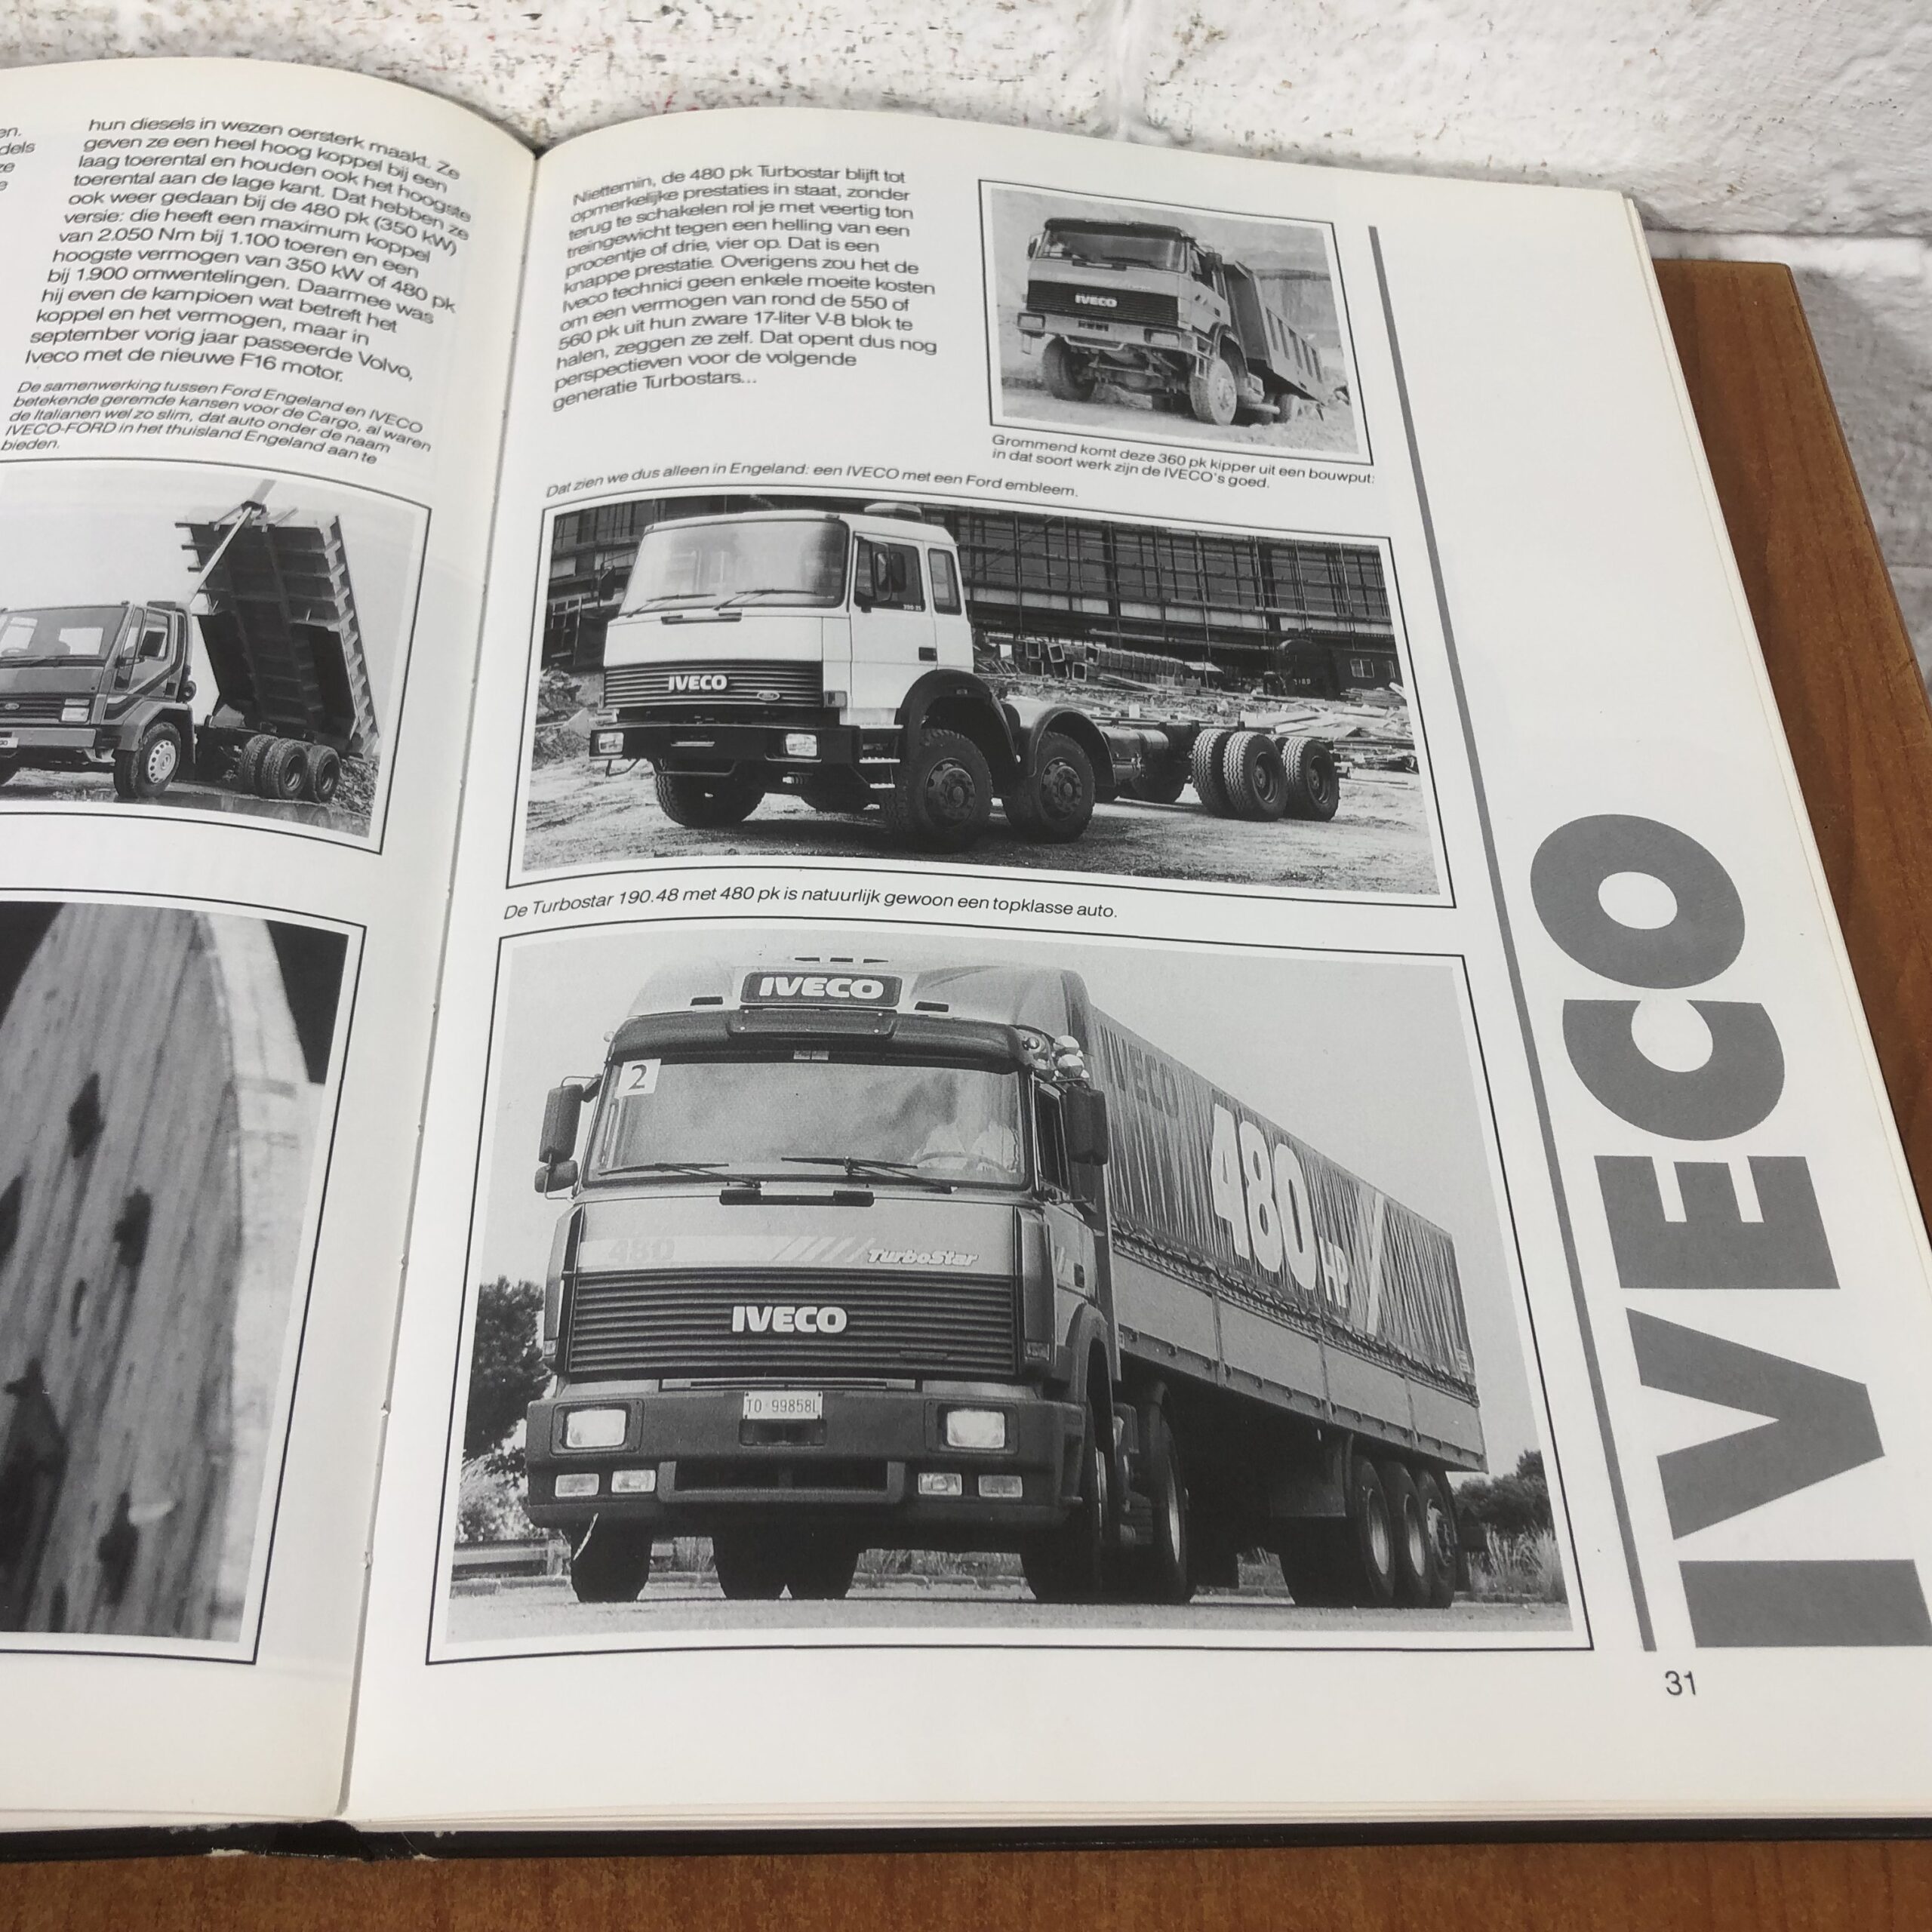 en.
dels
ze
e
hun diesels in wezen oersterk maakt. Ze
geven ze een heel hoog koppel bij een
laag toerental en houden ook het hoogste
toerental aan de lage kant. Dat hebben ze
ook weer gedaan bij de 480 pk (350 kW)
versie: die heeft een maximum koppel
van 2.050 Nm bij 1.100 toeren en een
hoogste vermogen van 350 kW of 480 pk
bij 1.900 omwentelingen. Daarmee was
hij even de kampioen wat betreft het
koppel en het vermogen, maar in
september vorig jaar passeerde Volvo,
Iveco met de nieuwe F16 motor.
De samenwerking tussen Ford Engeland en IVECO
betekende geremde kansen voor de Cargo, al waren
de Italianen wel zo slim, dat auto onder de naam
IVECO-FORD in het thuisland Engeland aan te
bieden.
Niettemin, de 480 pk Turbostar blijft tot
opmerkelijke prestaties in staat, zonder
terug te schakelen rol je met veertig ton
treingewicht tegen een helling van een
procentje of drie, vier op. Dat is een
knappe prestatie. Overigens zou het de
Iveco technici geen enkele moeite kosten
om een vermogen van rond de 550 of
560 pk uit hun zware 17-liter V-8 blok te
halen, zeggen ze zelf. Dat opent dus nog
perspectieven voor de volgende
generatie Turbostars...
IVECO
Grommend komt deze 360 pk kipper uit een bouwput:
in dat soort werk zijn de IVECO's goed.
Dat zien we dus alleen in Engeland: een IVECO met een Ford embleem.
IVECO
De Turbostar 190.48 met 480 pk is natuurlijk gewoon een topklasse auto.
IVECO
2
IVECO
480 HP
480
TurboStar
IVECO
TO 99858L
IVECO
31